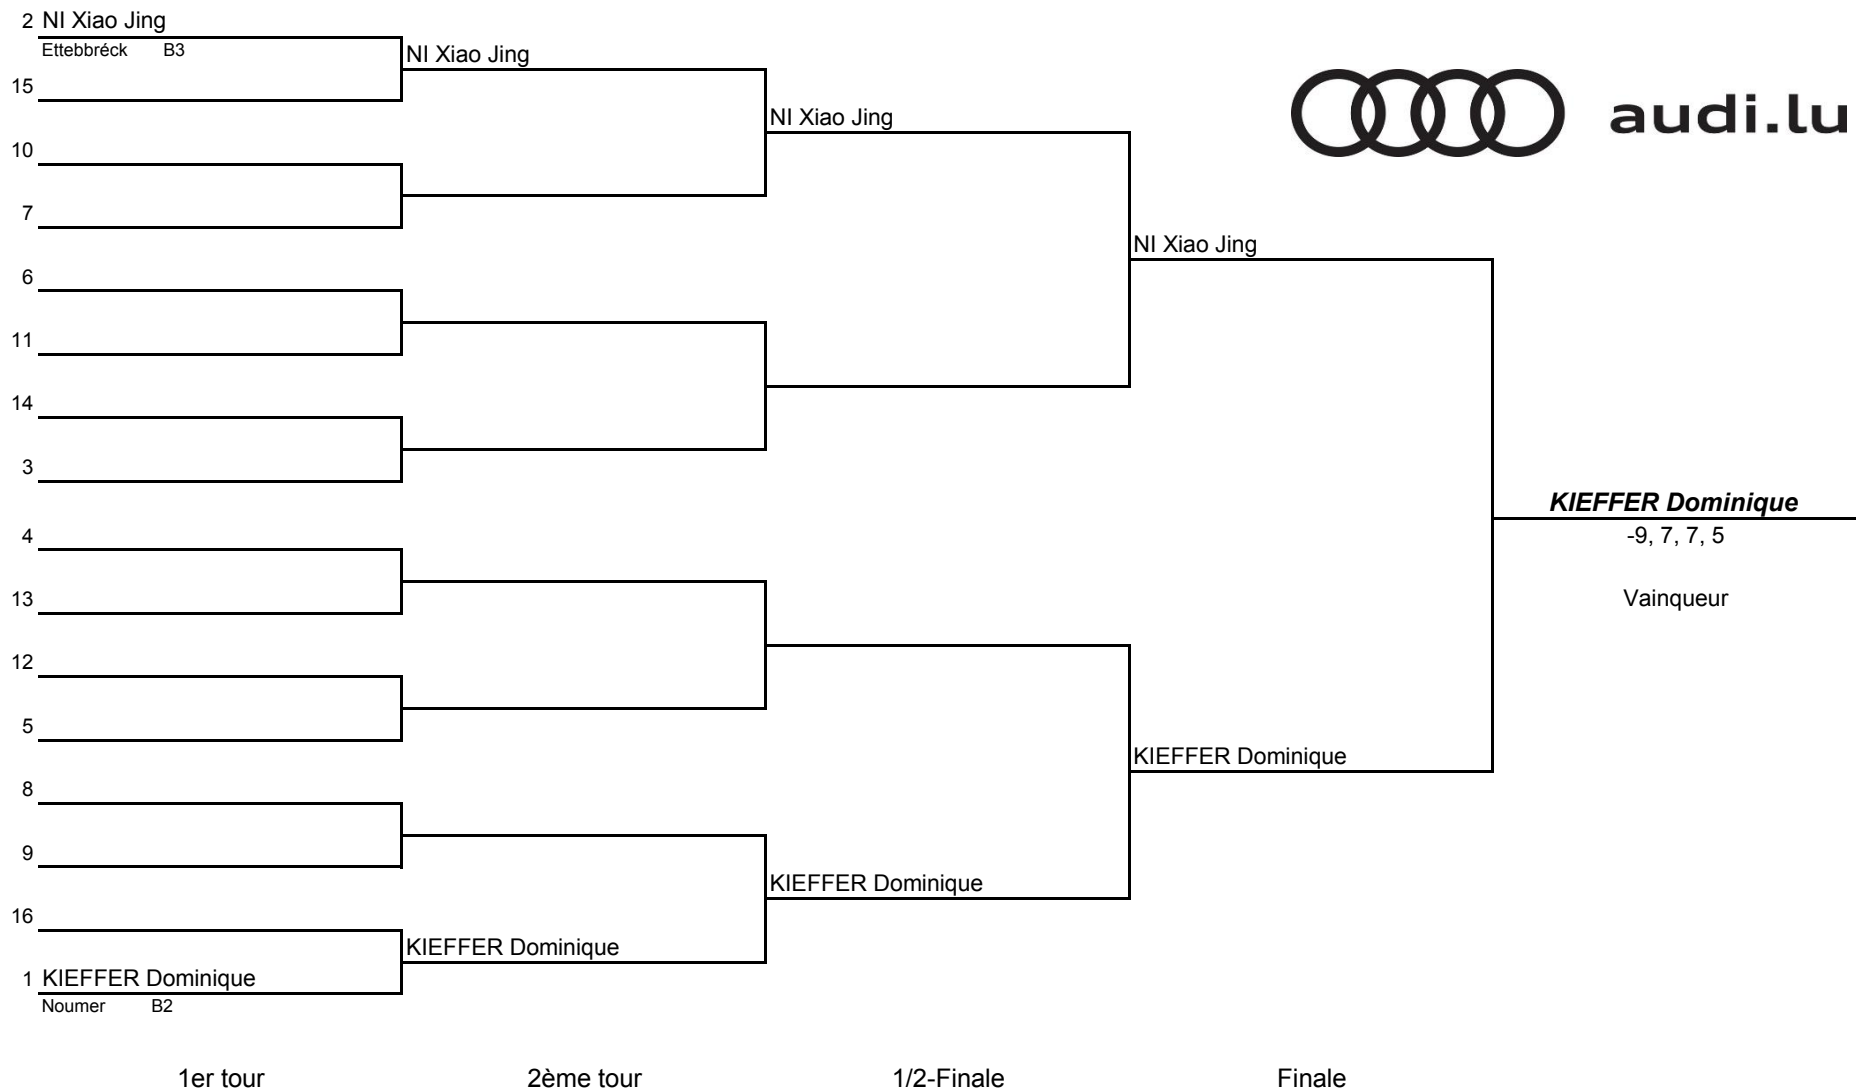 2 NI Xiao Jing
Ettebbréck B3
NI Xiao Jing
15
NI Xiao Jing
audi.lu
10
7
NI Xiao Jing
6
11
14
3
KIEFFER Dominique
-9, 7, 7, 5
4
13
Vainqueur
12
5
KIEFFER Dominique
8
9
KIEFFER Dominique
16
KIEFFER Dominique
1 KIEFFER Dominique
Noumer B2
1er tour 2ème tour 1/2-Finale Finale